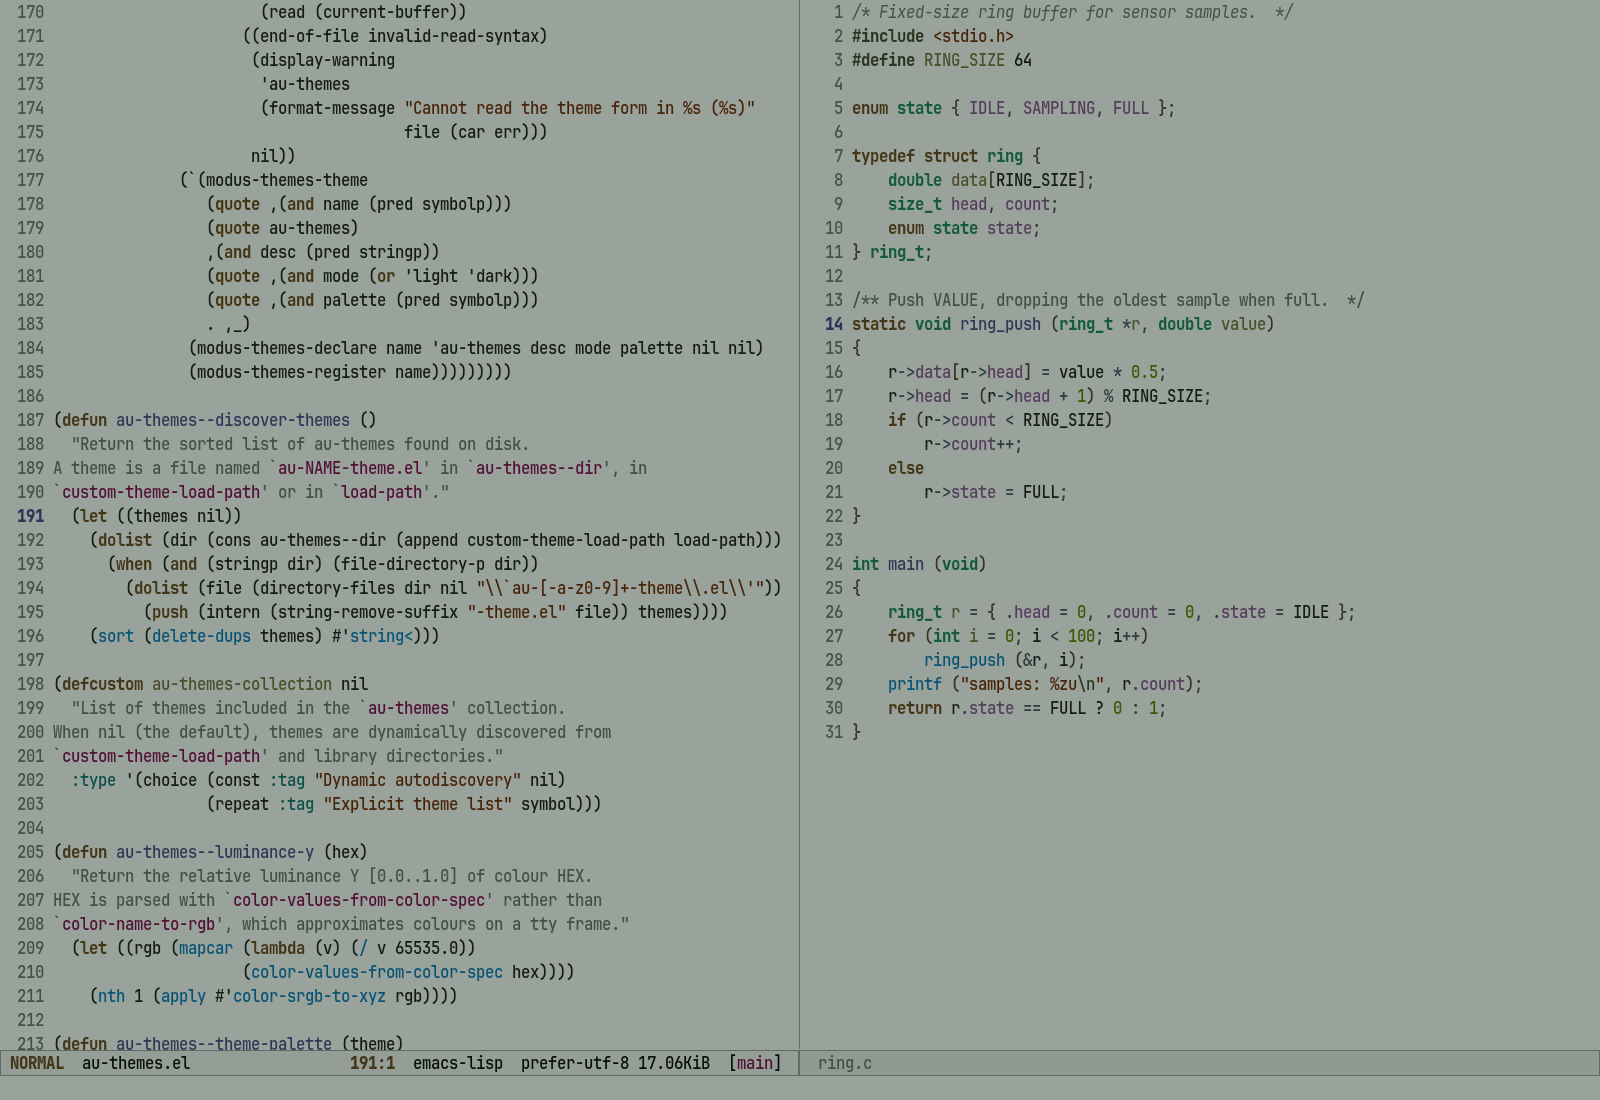 170                         (read (current-buffer))
171                       ((end-of-file invalid-read-syntax)
172                        (display-warning
173                         'au-themes
174                         (format-message "Cannot read the theme form in %s (%s)"
175                                         file (car err)))
176                        nil))
177                (`(modus-themes-theme
178                   (quote ,(and name (pred symbolp)))
179                   (quote au-themes)
180                   ,(and desc (pred stringp))
181                   (quote ,(and mode (or 'light 'dark)))
182                   (quote ,(and palette (pred symbolp)))
183                   . ,_)
184                 (modus-themes-declare name 'au-themes desc mode palette nil nil)
185                 (modus-themes-register name)))))))))
186
187 (defun au-themes--discover-themes ()
188   "Return the sorted list of au-themes found on disk.
189 A theme is a file named `au-NAME-theme.el' in `au-themes--dir', in
190 `custom-theme-load-path' or in `load-path'."
191   (let ((themes nil))
192     (dolist (dir (cons au-themes--dir (append custom-theme-load-path load-path)))
193       (when (and (stringp dir) (file-directory-p dir))
194         (dolist (file (directory-files dir nil "\\`au-[-a-z0-9]+-theme\\.el\\'"))
195           (push (intern (string-remove-suffix "-theme.el" file)) themes))))
196     (sort (delete-dups themes) #'string<)))
197
198 (defcustom au-themes-collection nil
199   "List of themes included in the `au-themes' collection.
200 When nil (the default), themes are dynamically discovered from
201 `custom-theme-load-path' and library directories."
202   :type '(choice (const :tag "Dynamic autodiscovery" nil)
203                  (repeat :tag "Explicit theme list" symbol)))
204
205 (defun au-themes--luminance-y (hex)
206   "Return the relative luminance Y [0.0..1.0] of colour HEX.
207 HEX is parsed with `color-values-from-color-spec' rather than
208 `color-name-to-rgb', which approximates colours on a tty frame."
209   (let ((rgb (mapcar (lambda (v) (/ v 65535.0))
210                      (color-values-from-color-spec hex))))
211     (nth 1 (apply #'color-srgb-to-xyz rgb))))
212
213 (defun au-themes--theme-palette (theme)
NORMAL  au-themes.el                  191:1  emacs-lisp  prefer-utf-8 17.06KiB  [main]
1 /* Fixed-size ring buffer for sensor samples.  */
2 #include <stdio.h>
3 #define RING_SIZE 64
4
5 enum state { IDLE, SAMPLING, FULL };
6
7 typedef struct ring {
8     double data[RING_SIZE];
9     size_t head, count;
10     enum state state;
11 } ring_t;
12
13 /** Push VALUE, dropping the oldest sample when full.  */
14 static void ring_push (ring_t *r, double value)
15 {
16     r->data[r->head] = value * 0.5;
17     r->head = (r->head + 1) % RING_SIZE;
18     if (r->count < RING_SIZE)
19         r->count++;
20     else
21         r->state = FULL;
22 }
23
24 int main (void)
25 {
26     ring_t r = { .head = 0, .count = 0, .state = IDLE };
27     for (int i = 0; i < 100; i++)
28         ring_push (&r, i);
29     printf ("samples: %zu\n", r.count);
30     return r.state == FULL ? 0 : 1;
31 }
ring.c